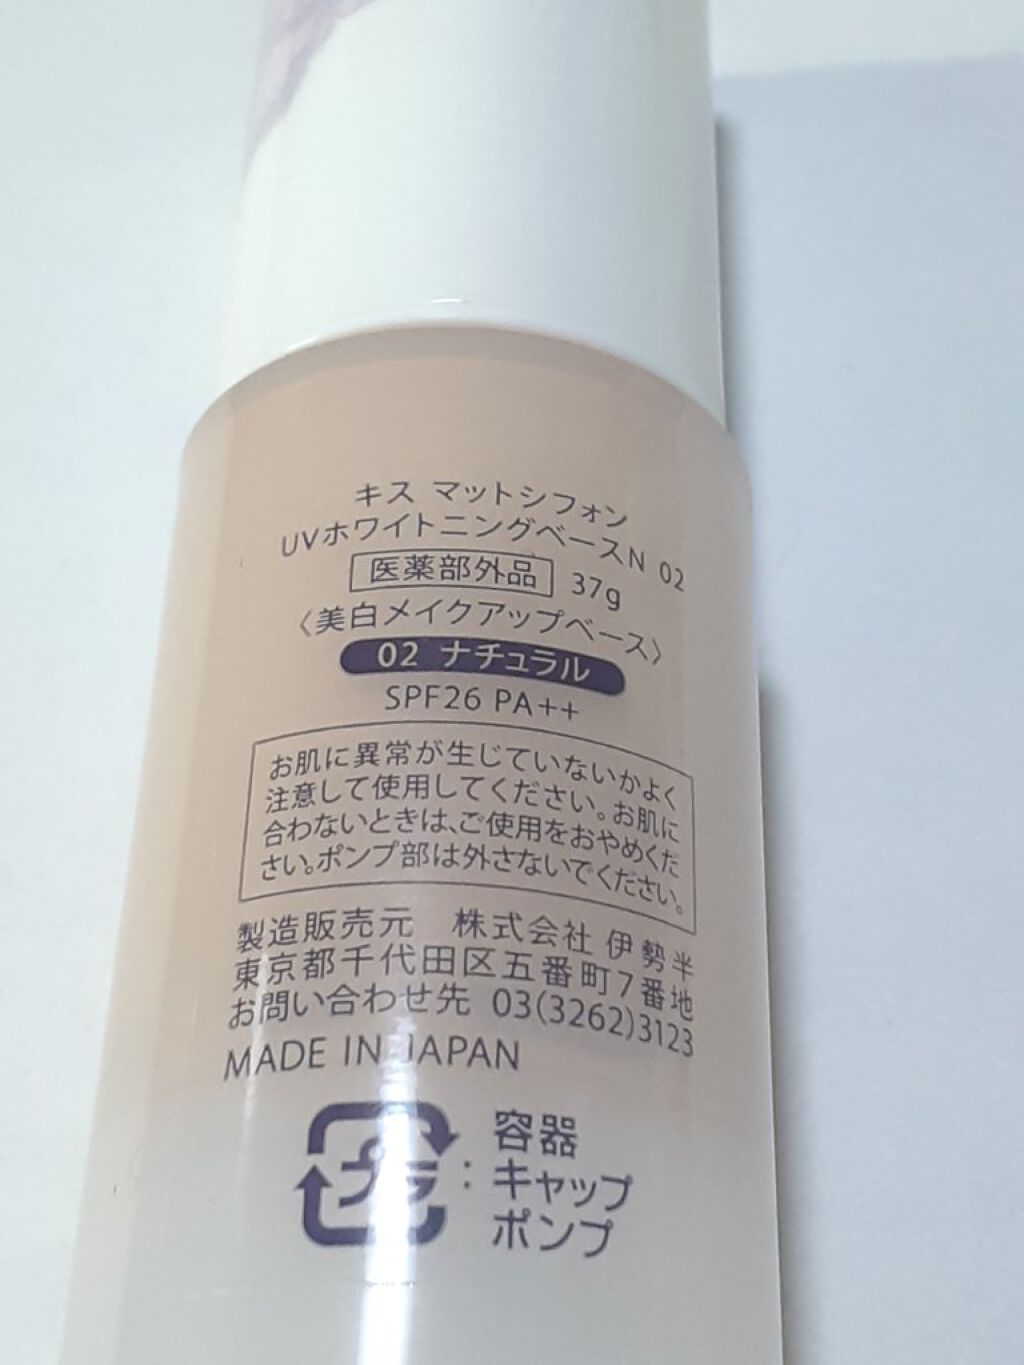 キス マットシフォン
UVホワイトニングベースN 02
医薬部外品 37g
〈美白メイクアップベース〉
02 ナチュラル
SPF26 PA++
お肌に異常が生じていないかよく
注意して使用してください。お肌に
合わないときは、ご使用をおやめくだ
さい。ポンプ部は外さないでください。
製造販売元 株式会社 伊勢半
東京都千代田区五番町7番地
お問い合わせ先 03(3262)3123
MADE IN JAPAN
プラ : 容器
キャップ
ポンプ